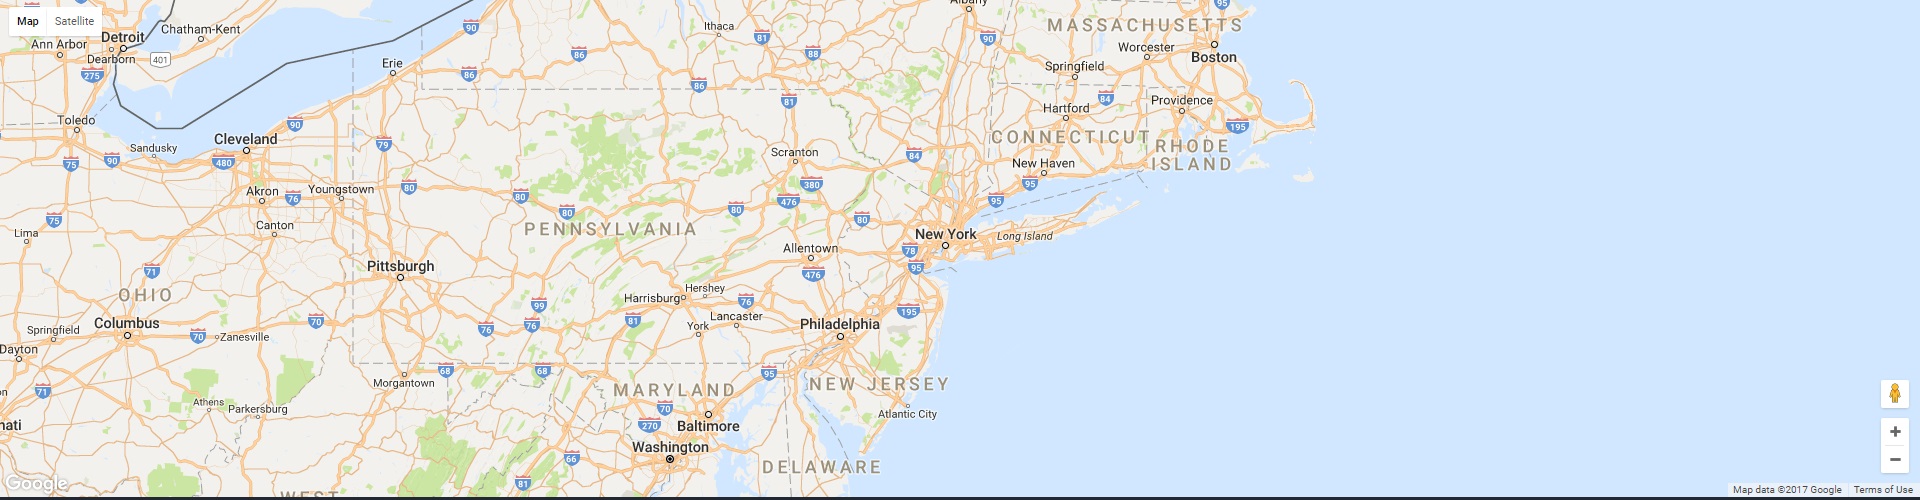 Map Satellite
Albany
95
MASSACHUSETTS
Detroit
Chatham-Kent
Ithaca
90
81
90
Ann Arbor
Worcester
Boston
Dearborn
401
86
88
Erie
Springfield
275
86
86
81
84
Providence
Hartford
Toledo
90
195
Cleveland
CONNECTICUT
79
RHODE
ISLAND
Sandusky
Scranton
84
75
90
480
New Haven
Akron
Youngstown
80
380
95
76
80
476
95
80
80
80
75
Canton
PENNSYLVANIA
Lima
New York
Long Island
Allentown
78
Pittsburgh
95
71
476
OHIO
Hershey
Harrisburg
76
99
195
Columbus
Lancaster
Philadelphia
70
76
76
81
Springfield
70
Zanesville
York
Dayton
68
68
95
Morgantown
NEW JERSEY
71
MARYLAND
Athens
Parkersburg
70
Atlantic City
nati
270
Baltimore
Washington
66
DELAWARE
81
Google
WEST
Map data ©2017 Google Terms of Use